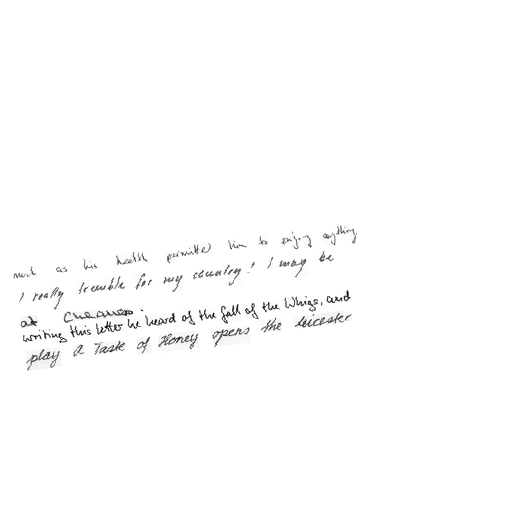 much as his health permitted him to enjoy anything.
I really tremble for my country! I may be
at
writing this letter he heard of the fall of the Whigs, and
play A Taste of Honey opens the Leicester